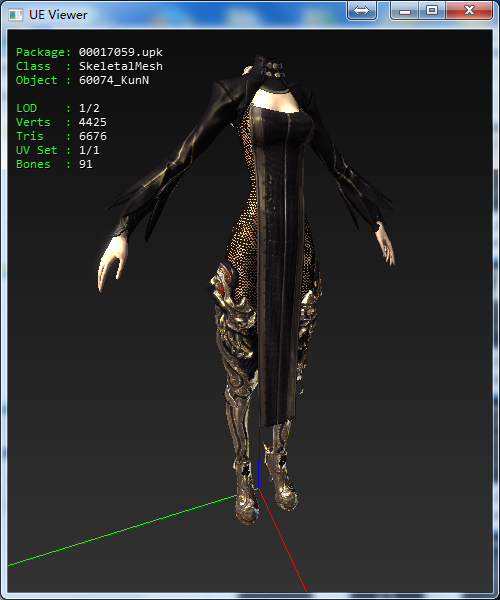 UE Viewer
Package: 00017059.upk
Class : SkeletalMesh
Object : 60074_KunN
LOD : 1/2
Verts : 4425
Tris : 6676
UV Set : 1/1
Bones : 91